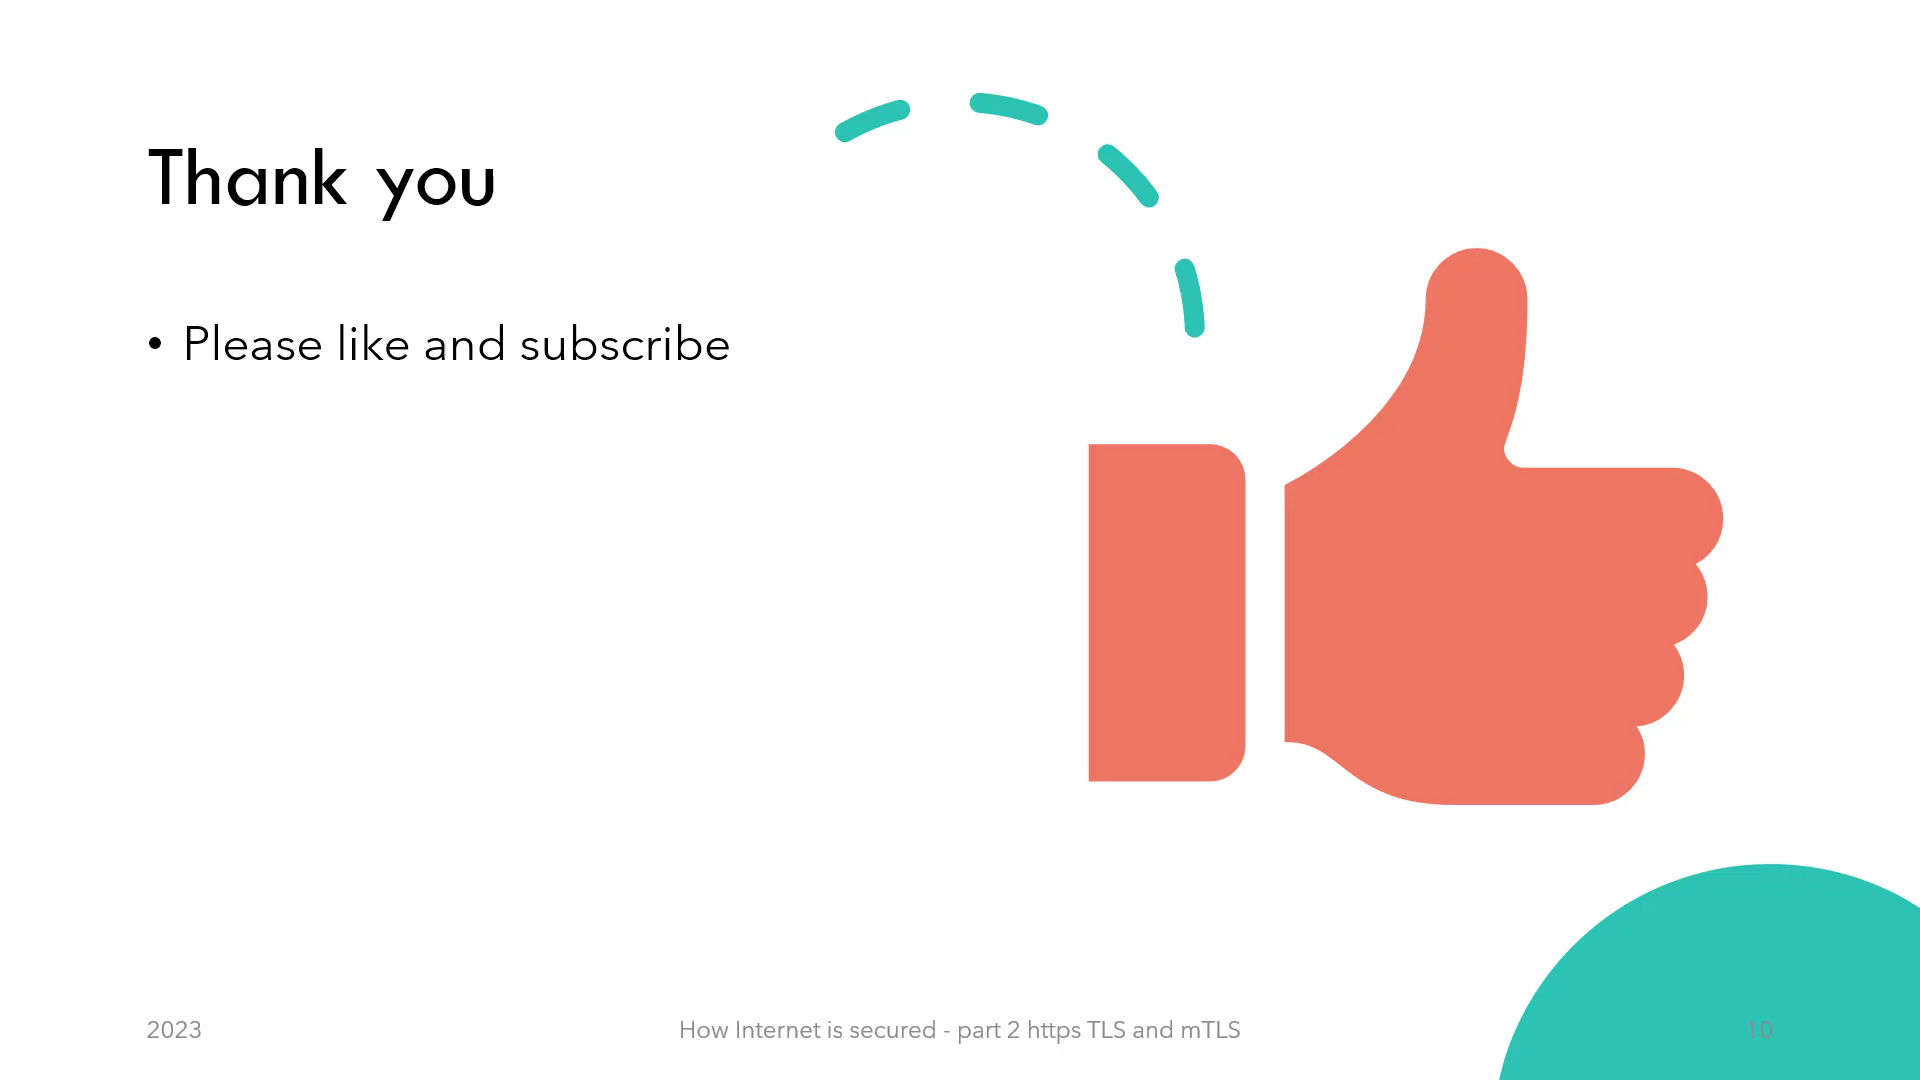 Thank you
• Please like and subscribe
2023
How Internet is secured - part 2 https TLS and mTLS
10